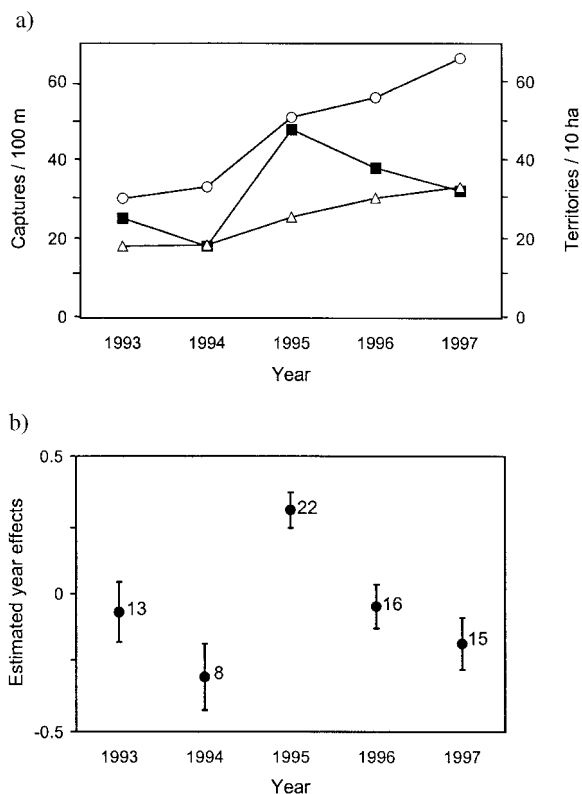 a)
60
40
20
0
Captures / 100 m
60
40
20
0
Territories / 10 ha
1993 1994 1995 1996 1997
Year
b)
0.5
0
-0.5
Estimated year effects
13
8
22
16
15
1993 1994 1995 1996 1997
Year